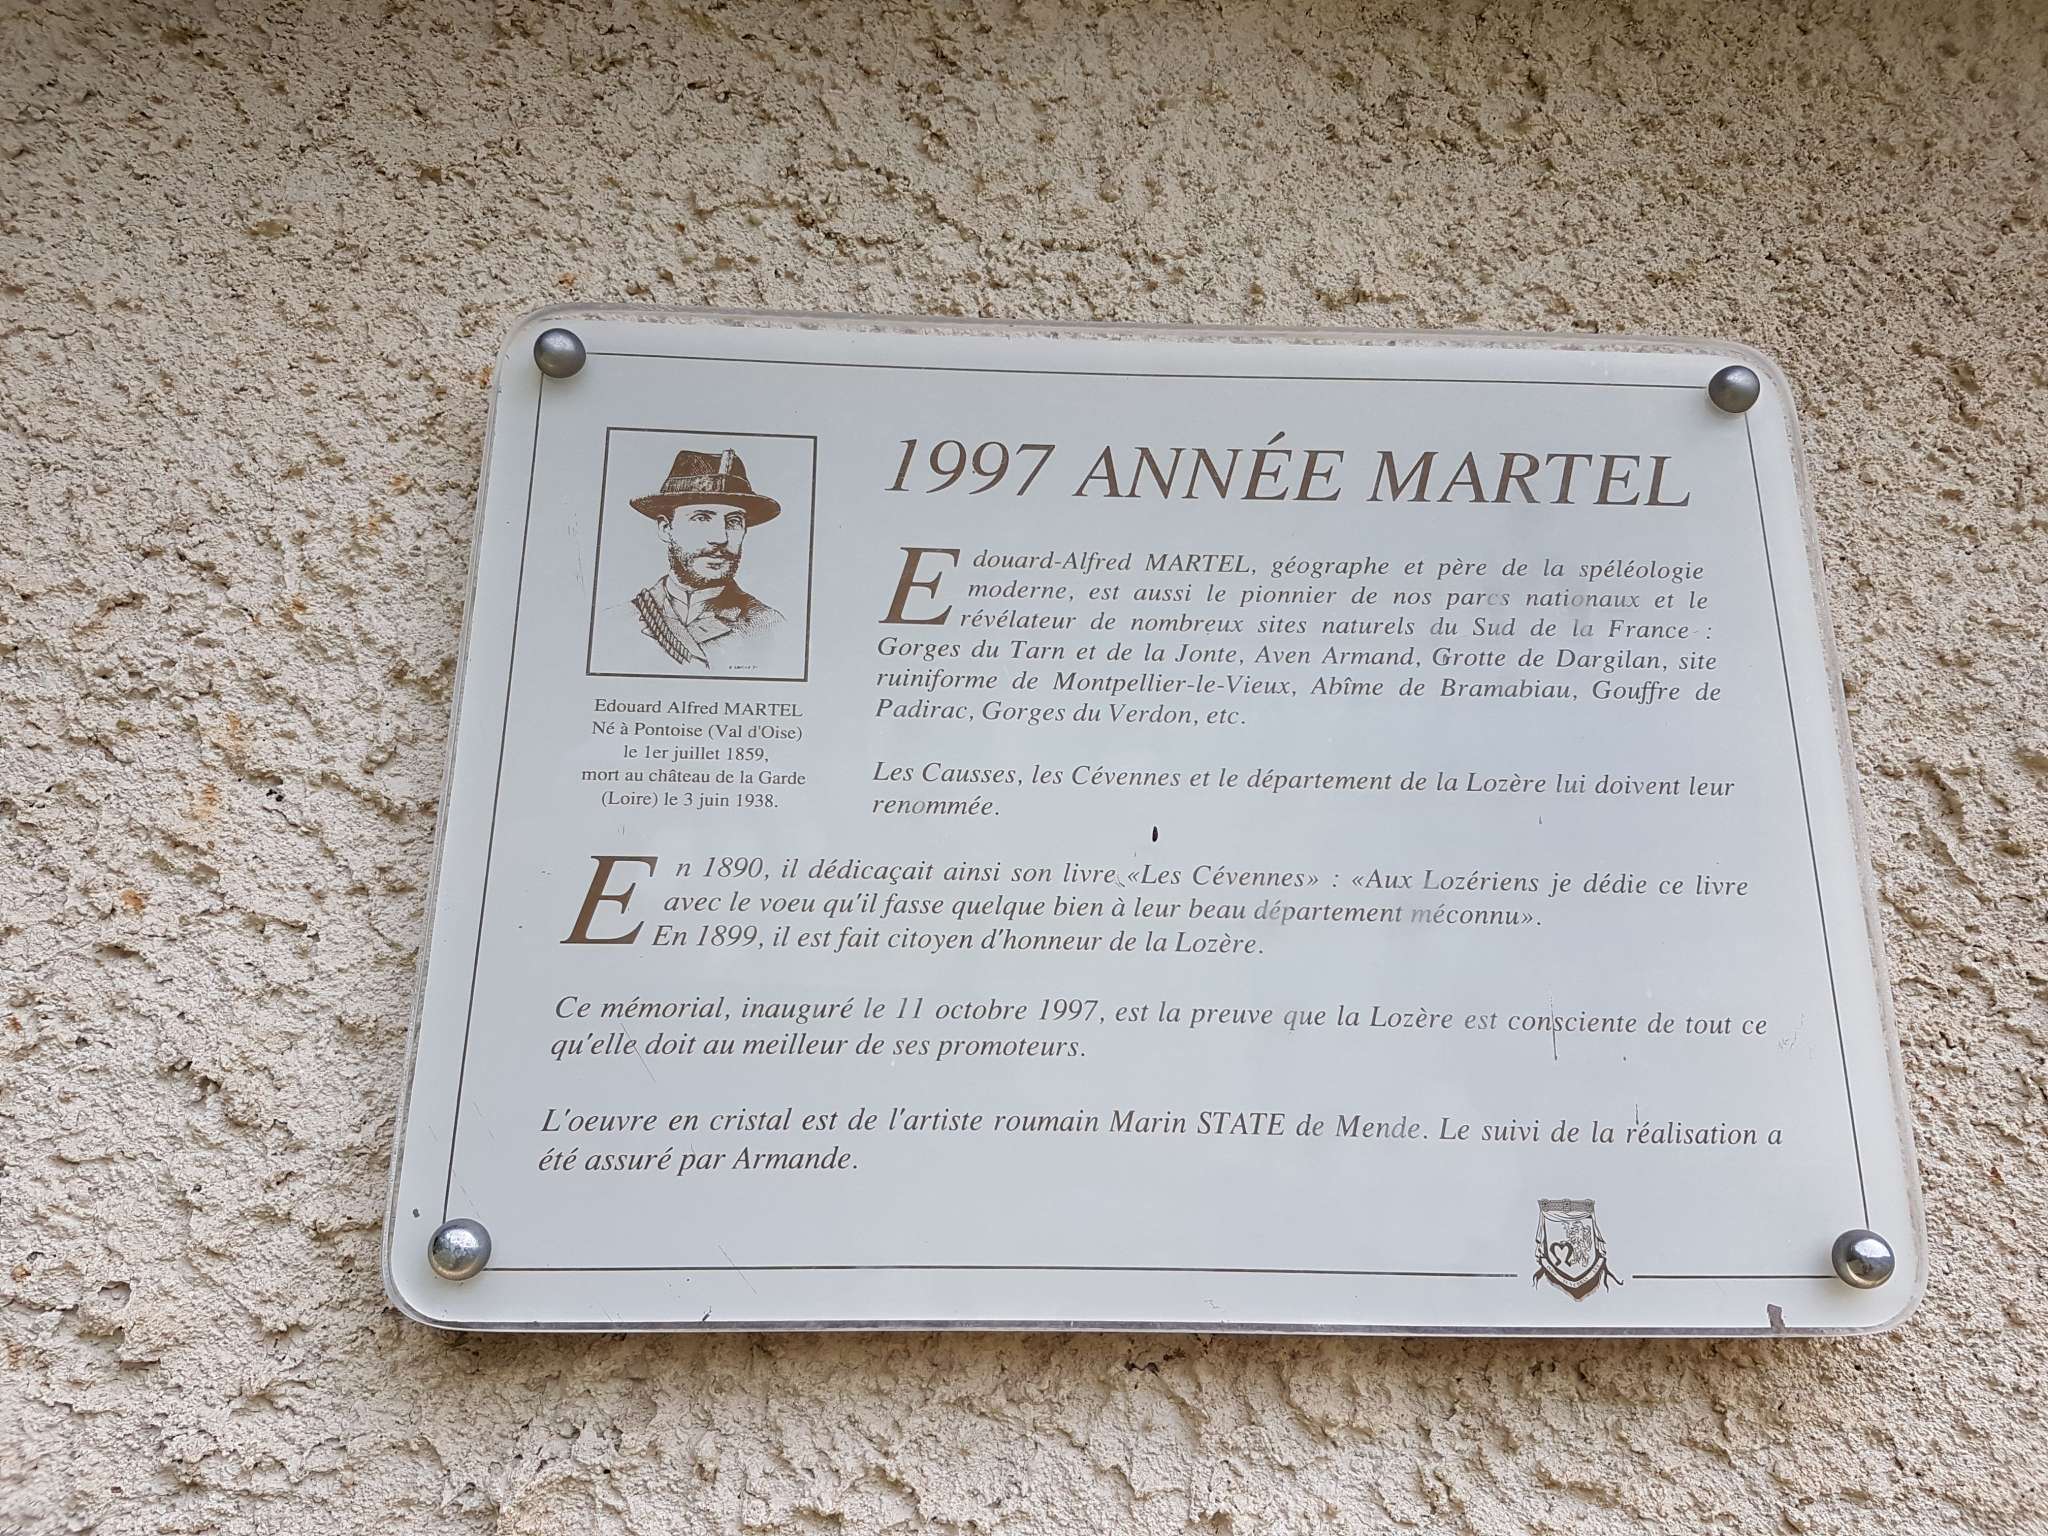 1997 ANNÉE MARTEL
Edouard-Alfred MARTEL, géographe et père de la spéléologie
moderne, est aussi le pionnier de nos parcs nationaux et le
révélateur de nombreux sites naturels du Sud de la France :
Gorges du Tarn et de la Jonte, Aven Armand, Grotte de Dargilan, site
ruiniforme de Montpellier-le-Vieux, Abîme de Bramabiau, Gouffre de
Padirac, Gorges du Verdon, etc.
Edouard Alfred MARTEL
Né à Pontoise (Val d'Oise)
le 1er juillet 1859,
mort au château de la Garde
(Loire) le 3 juin 1938.
Les Causses, les Cévennes et le département de la Lozère lui doivent leur
renommée.
En 1890, il dédicaçait ainsi son livre «Les Cévennes» : «Aux Lozériens je dédie ce livre
avec le voeu qu'il fasse quelque bien à leur beau département méconnu».
En 1899, il est fait citoyen d'honneur de la Lozère.
Ce mémorial, inauguré le 11 octobre 1997, est la preuve que la Lozère est consciente de tout ce
qu'elle doit au meilleur de ses promoteurs.
L'oeuvre en cristal est de l'artiste roumain Marin STATE de Mende. Le suivi de la réalisation a
été assuré par Armande.